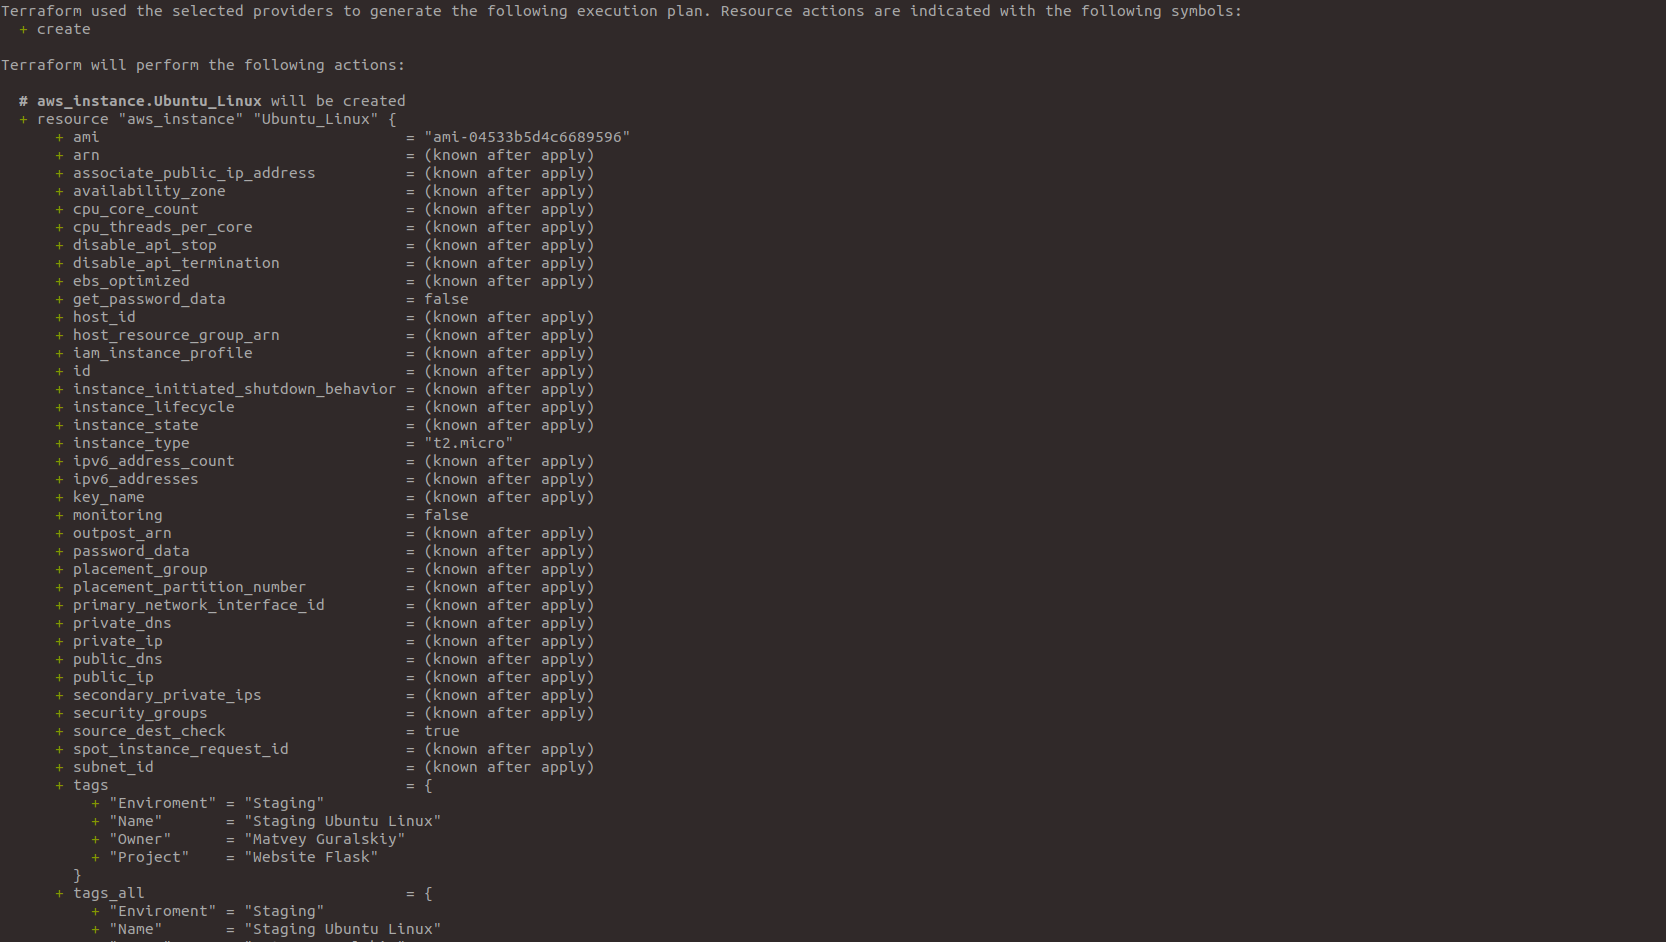 Terraform used the selected providers to generate the following execution plan. Resource actions are indicated with the following symbols:
  + create

Terraform will perform the following actions:

  # aws_instance.Ubuntu_Linux will be created
  + resource "aws_instance" "Ubuntu_Linux" {
      + ami                                  = "ami-04533b5d4c6689596"
      + arn                                  = (known after apply)
      + associate_public_ip_address          = (known after apply)
      + availability_zone                    = (known after apply)
      + cpu_core_count                       = (known after apply)
      + cpu_threads_per_core                 = (known after apply)
      + disable_api_stop                     = (known after apply)
      + disable_api_termination              = (known after apply)
      + ebs_optimized                        = (known after apply)
      + get_password_data                    = false
      + host_id                              = (known after apply)
      + host_resource_group_arn              = (known after apply)
      + iam_instance_profile                 = (known after apply)
      + id                                   = (known after apply)
      + instance_initiated_shutdown_behavior = (known after apply)
      + instance_lifecycle                   = (known after apply)
      + instance_state                       = (known after apply)
      + instance_type                        = "t2.micro"
      + ipv6_address_count                   = (known after apply)
      + ipv6_addresses                       = (known after apply)
      + key_name                             = (known after apply)
      + monitoring                           = false
      + outpost_arn                          = (known after apply)
      + password_data                        = (known after apply)
      + placement_group                      = (known after apply)
      + placement_partition_number           = (known after apply)
      + primary_network_interface_id         = (known after apply)
      + private_dns                          = (known after apply)
      + private_ip                           = (known after apply)
      + public_dns                           = (known after apply)
      + public_ip                            = (known after apply)
      + secondary_private_ips                = (known after apply)
      + security_groups                      = (known after apply)
      + source_dest_check                    = true
      + spot_instance_request_id             = (known after apply)
      + subnet_id                            = (known after apply)
      + tags                                 = {
          + "Enviroment" = "Staging"
          + "Name"       = "Staging Ubuntu Linux"
          + "Owner"      = "Matvey Guralskiy"
          + "Project"    = "Website Flask"
        }
      + tags_all                             = {
          + "Enviroment" = "Staging"
          + "Name"       = "Staging Ubuntu Linux"